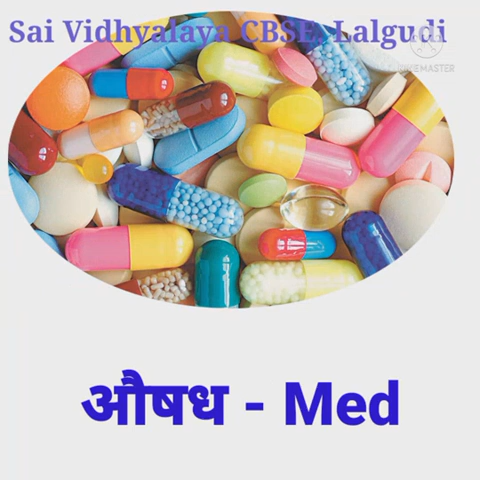 Sai Vidhyalaya CBSE, Lalgudi
औषध - Med